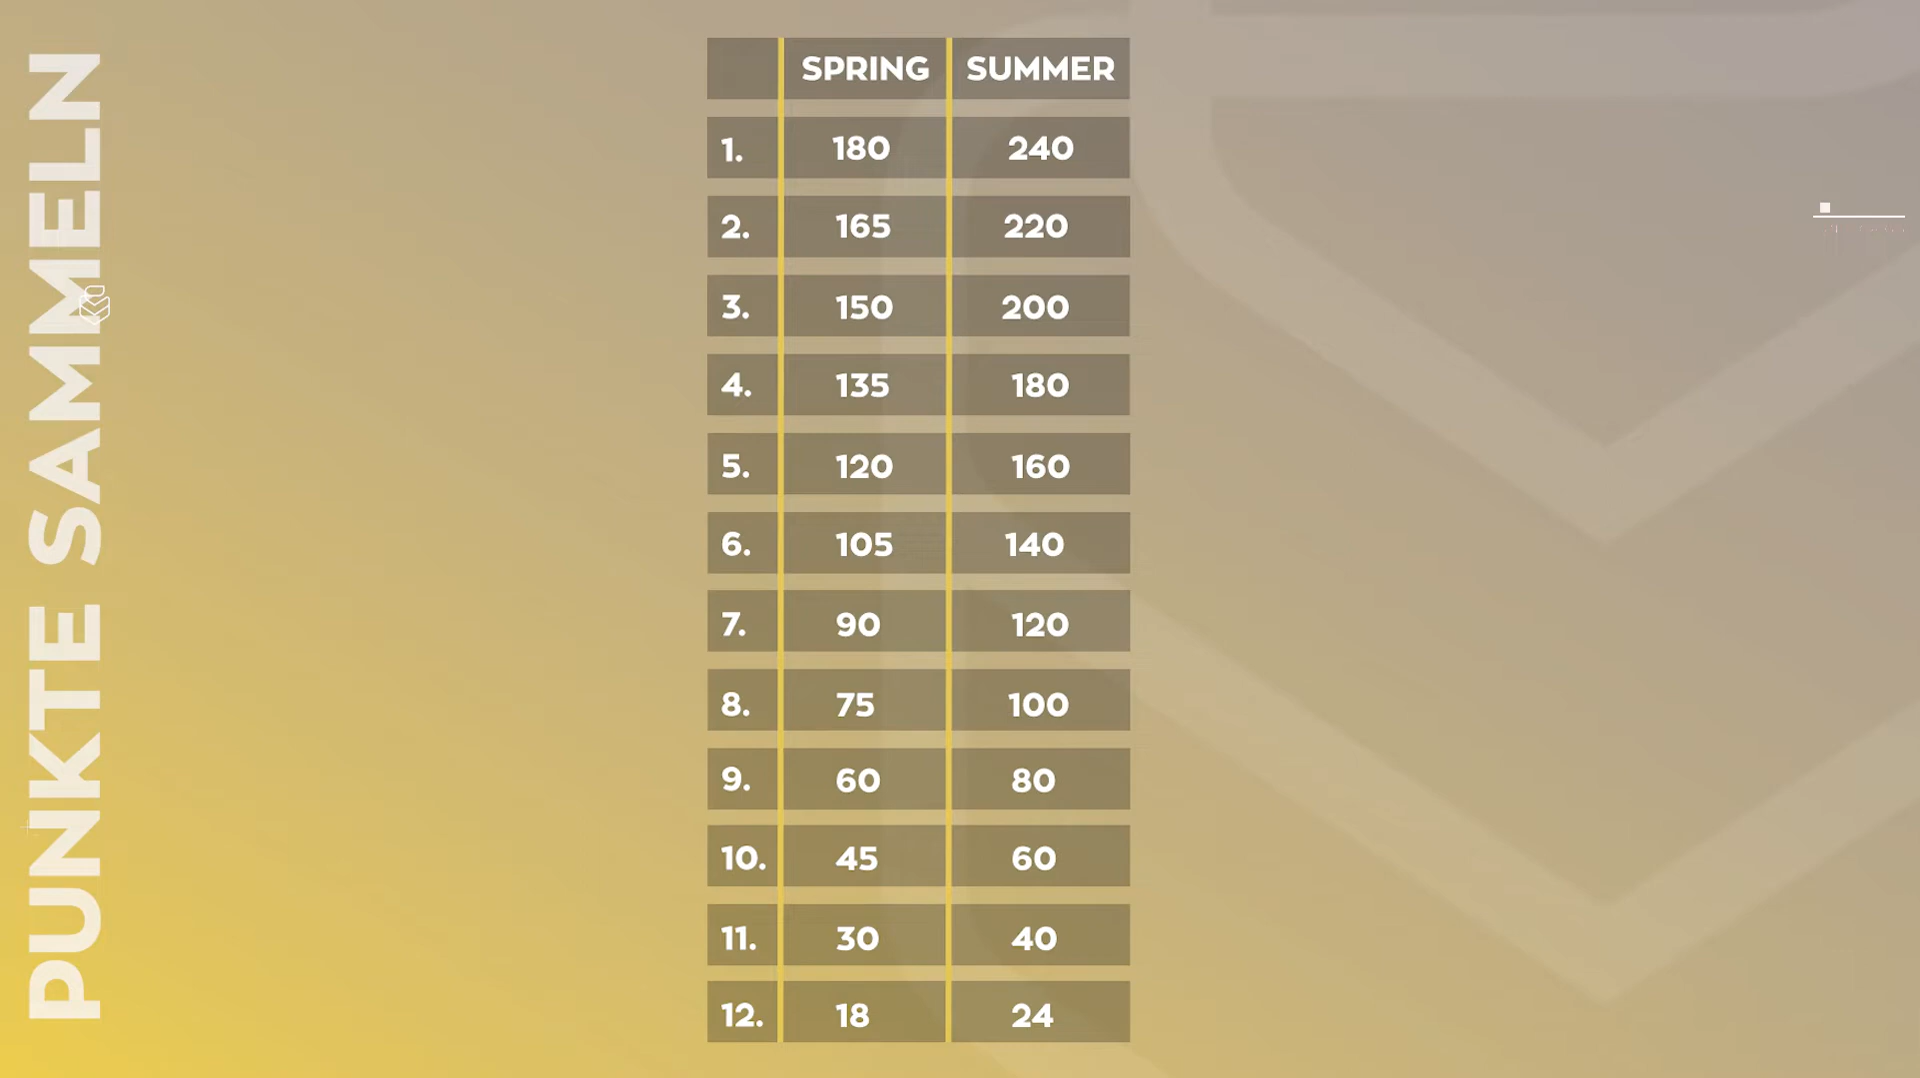 PUNKTE SAMMELN
SPRING SUMMER
1. 180 240
2. 165 220
3. 150 200
4. 135 180
5. 120 160
6. 105 140
7. 90 120
8. 75 100
9. 60 80
10. 45 60
11. 30 40
12. 18 24